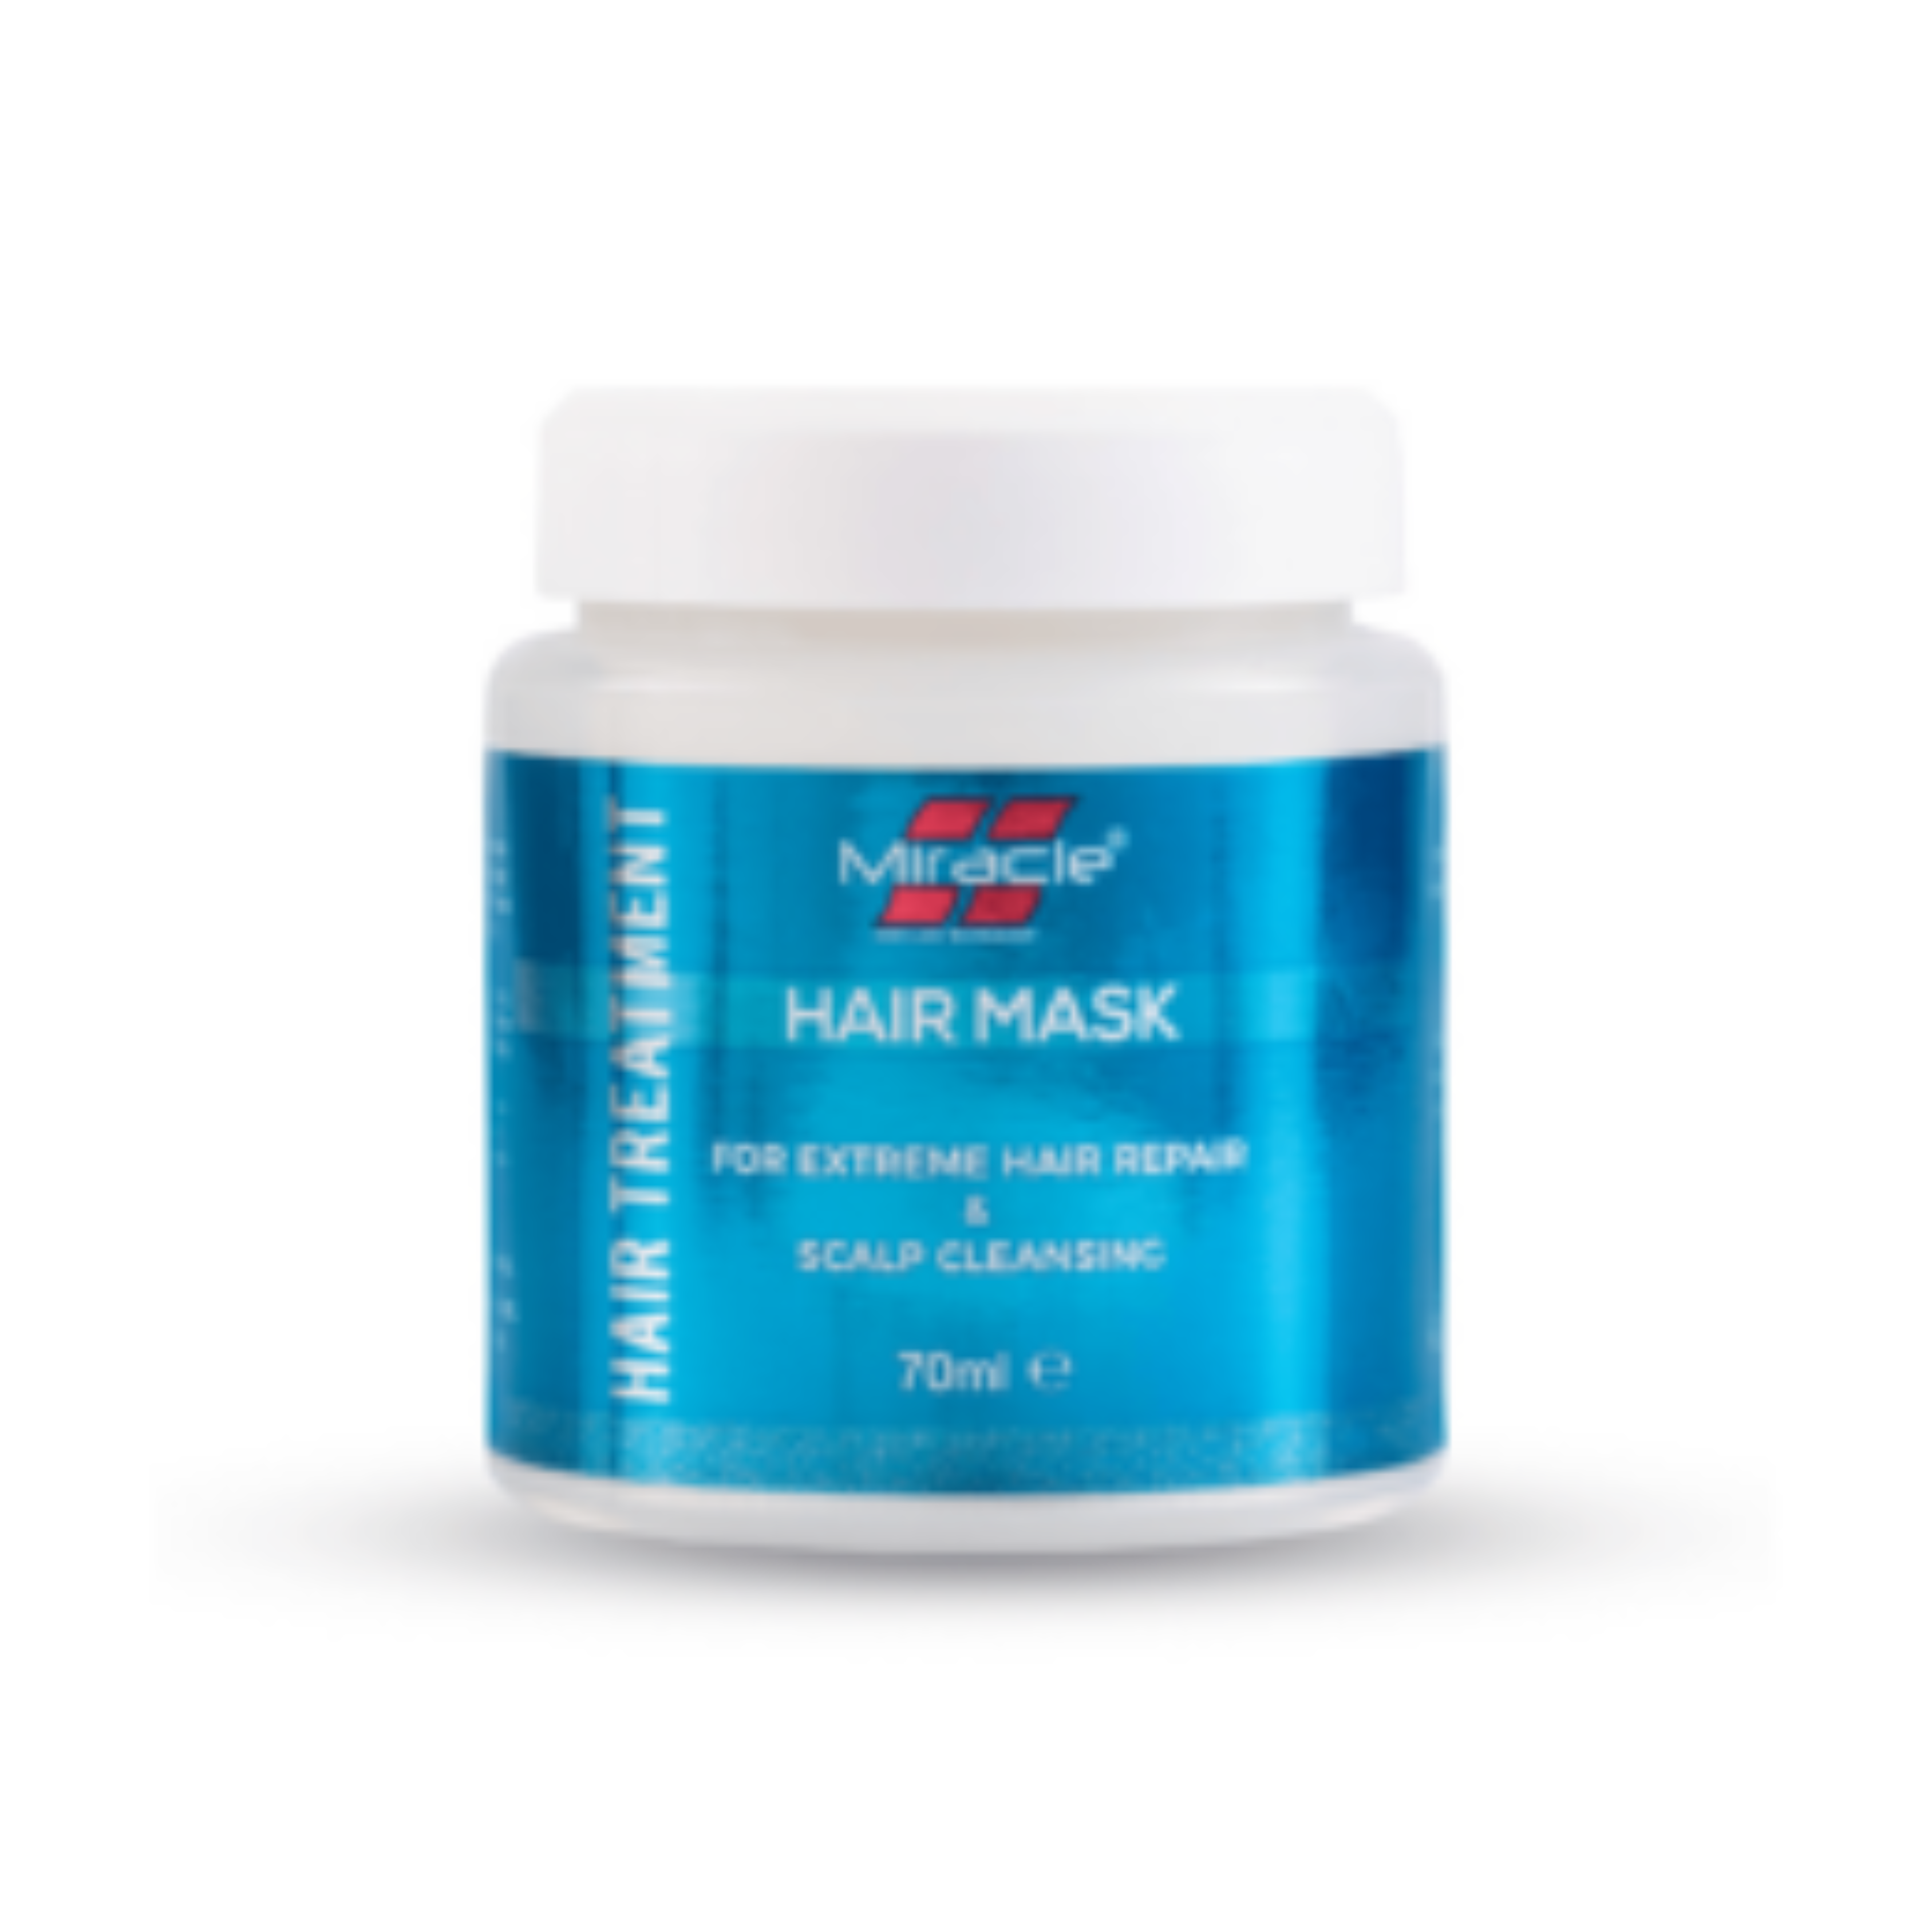 Miracle®
HAIR MASK
HAIR TREATMENT
FOR EXTREME HAIR REPAIR
&
SCALP CLEANSING
70ml ℮